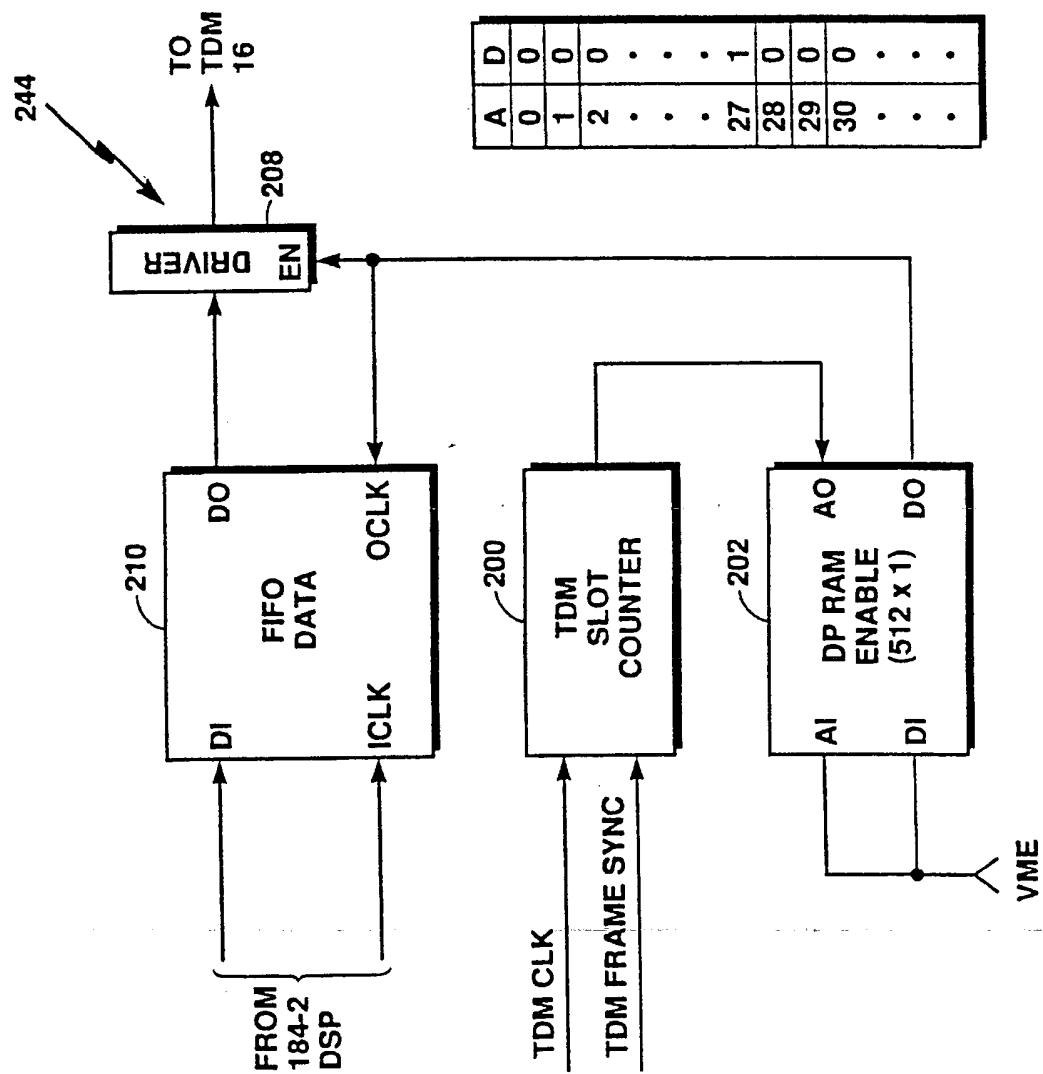 244
FROM
184-2
DSP
210
DI
DO
FIFO
DATA
ICLK
OCLK
DRIVER
EN
208
TO
TDM
16
TDM CLK
TDM FRAME SYNC
200
TDM
SLOT
COUNTER
202
AI
AO
DP RAM
ENABLE
(512 x 1)
DI
DO
VME
A D
0 0
1 0
2 0
. .
. .
. .
27 1
28 0
29 0
30 0
. .
. .
. .